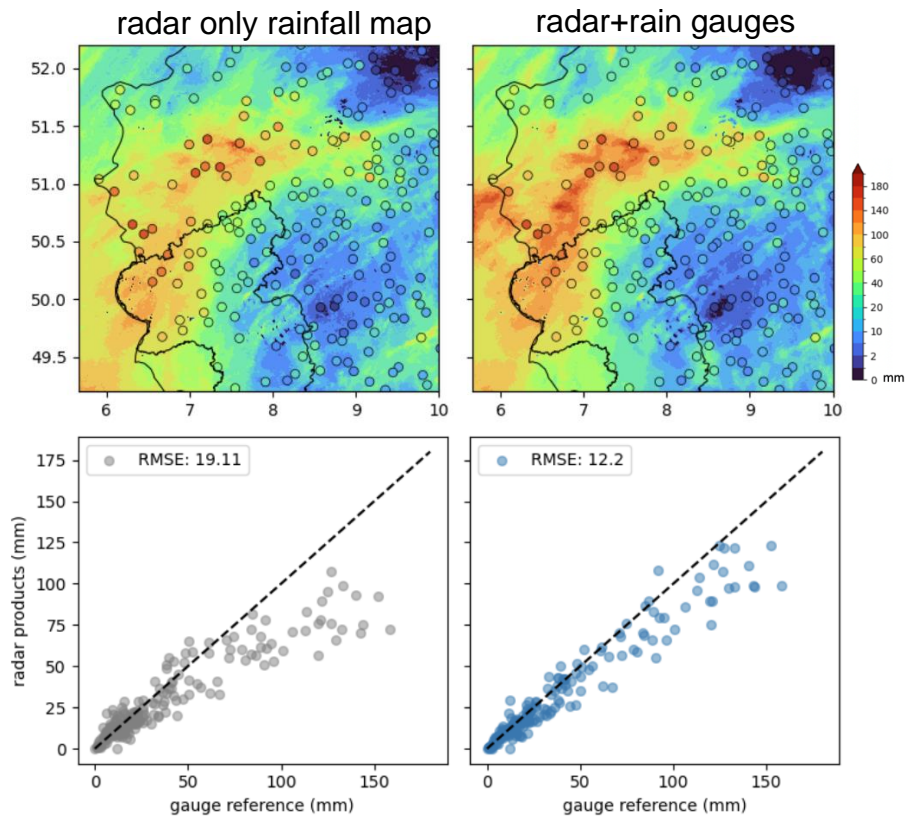 radar only rainfall map
radar+rain gauges
52.0
51.5
51.0
50.5
50.0
49.5
6 7 8 9 10
6 7 8 9 10
180
140
100
60
40
20
10
2
0 mm
RMSE: 19.11
RMSE: 12.2
175
150
125
100
75
50
25
0
radar products (mm)
0 50 100 150
0 50 100 150
gauge reference (mm)
gauge reference (mm)